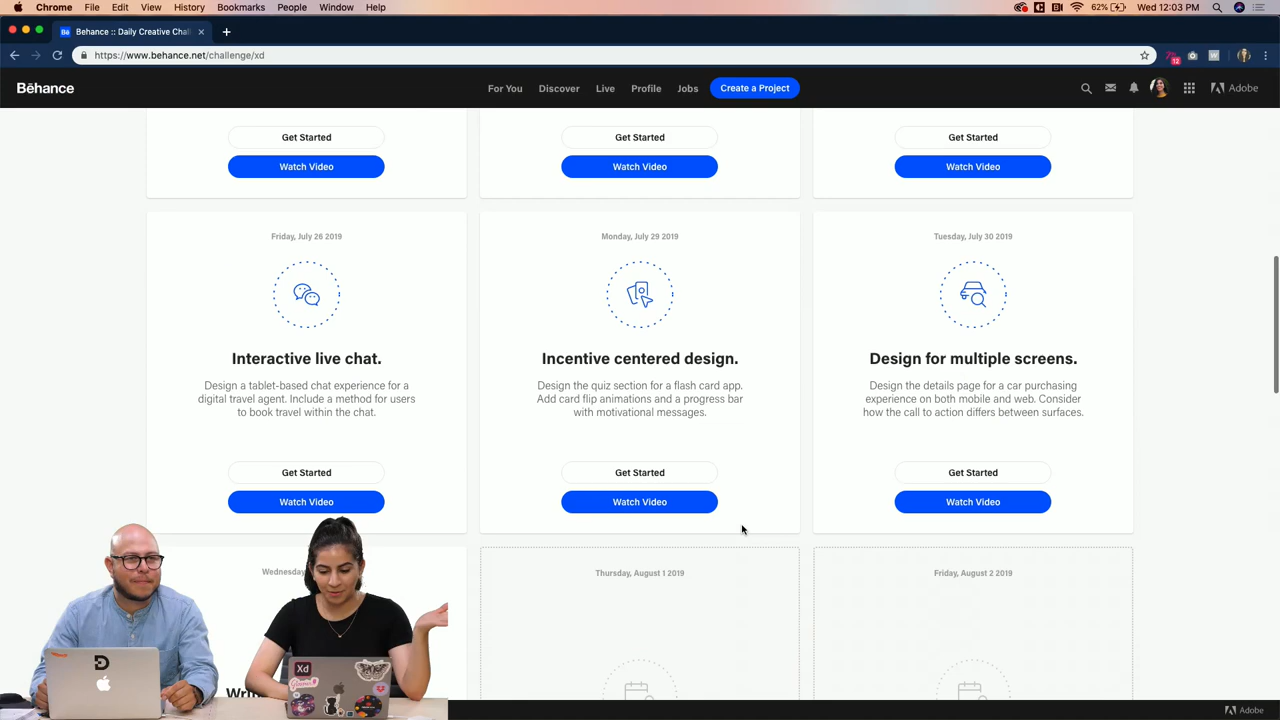 Chrome File Edit View History Bookmarks People Window Help
62% Wed 12:03 PM
Behance :: Daily Creative Chal
https://www.behance.net/challenge/xd
Bēhance
For You Discover Live Profile Jobs Create a Project
Adobe
Get Started
Watch Video
Get Started
Watch Video
Get Started
Watch Video
Friday, July 26 2019
Interactive live chat.
Design a tablet-based chat experience for a
digital travel agent. Include a method for users
to book travel within the chat.
Get Started
Watch Video
Monday, July 29 2019
Incentive centered design.
Design the quiz section for a flash card app.
Add card flip animations and a progress bar
with motivational messages.
Get Started
Watch Video
Tuesday, July 30 2019
Design for multiple screens.
Design the details page for a car purchasing
experience on both mobile and web. Consider
how the call to action differs between surfaces.
Get Started
Watch Video
Wednesday
Thursday, August 1 2019
Friday, August 2 2019
Xd
D
Adobe